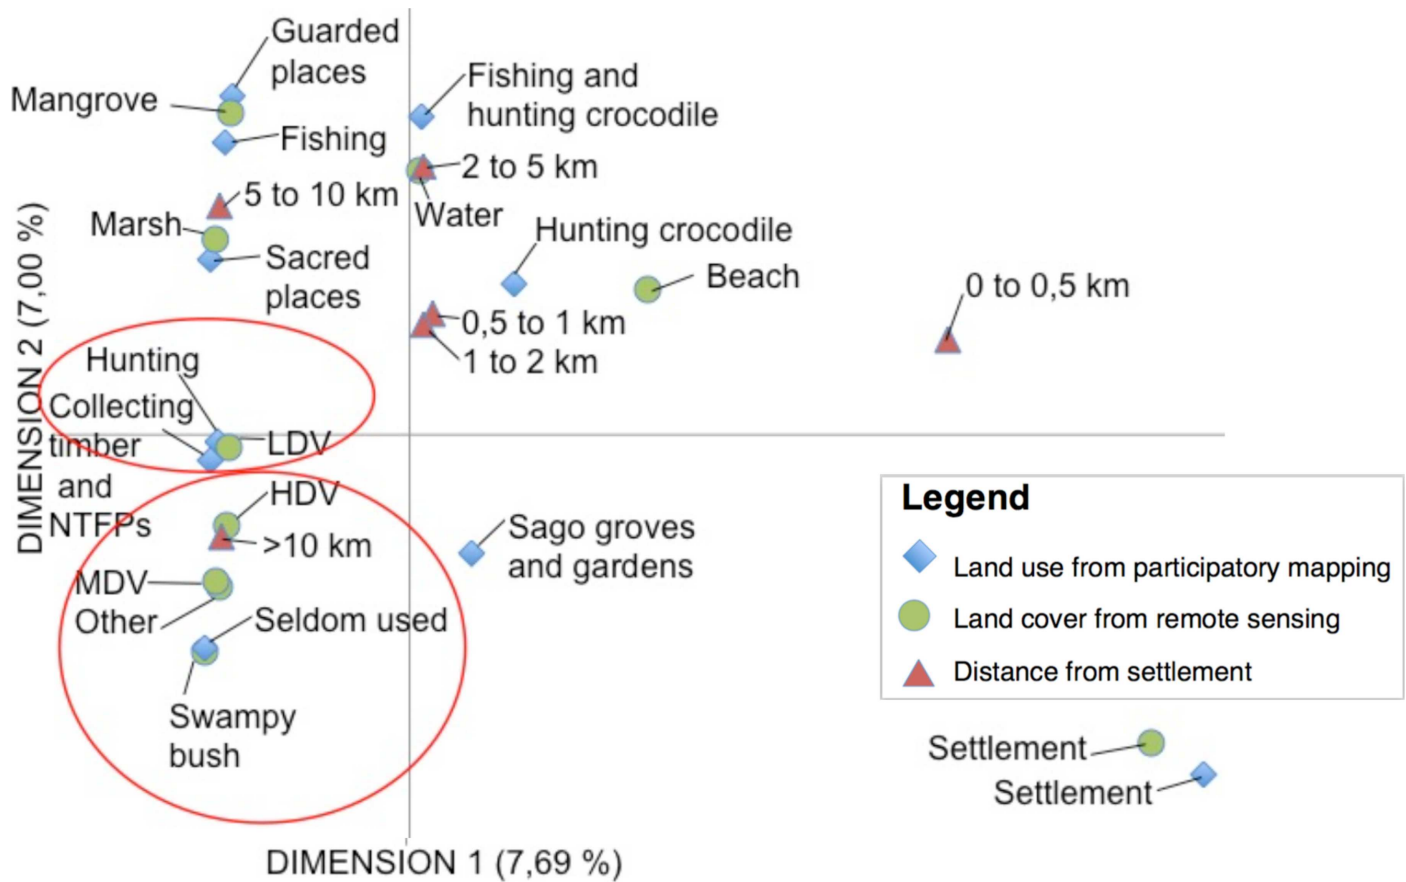 Guarded
places
Mangrove
Fishing
Fishing and
hunting crocodile
2 to 5 km
5 to 10 km
Water
Marsh
Sacred
places
Hunting crocodile
Beach
0 to 0,5 km
0,5 to 1 km
1 to 2 km
Hunting
Collecting
timber
and
NTFPs
LDV
HDV
>10 km
MDV
Other
Seldom used
Swampy
bush
Sago groves
and gardens
Legend
Land use from participatory mapping
Land cover from remote sensing
Distance from settlement
Settlement
Settlement
DIMENSION 2 (7,00 %)
DIMENSION 1 (7,69 %)